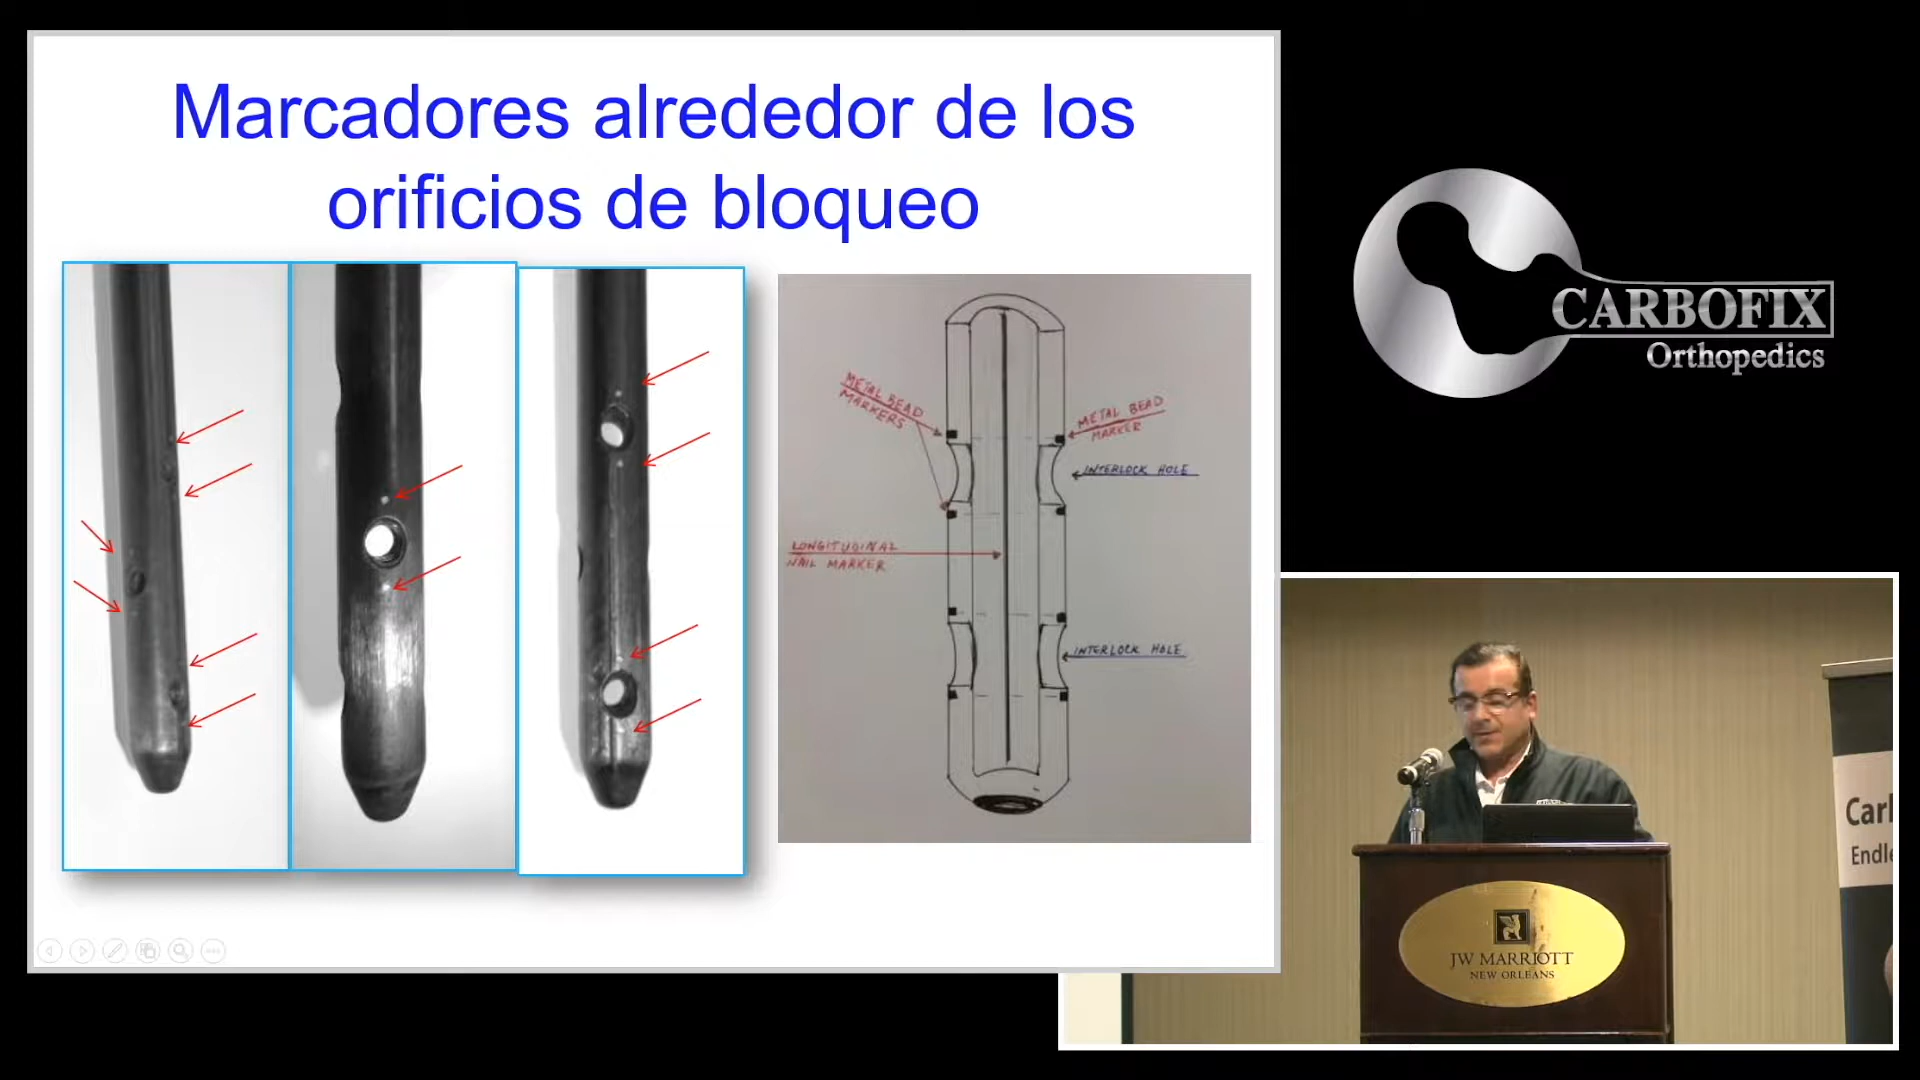 Marcadores alrededor de los
orificios de bloqueo
METAL BEAD
MARKERS
METAL BEAD
MARKER
INTERLOCK HOLE
LONGITUDINAL
NAIL MARKER
INTERLOCK HOLE
CARBOFIX
Orthopedics
JW MARRIOTT
NEW ORLEANS